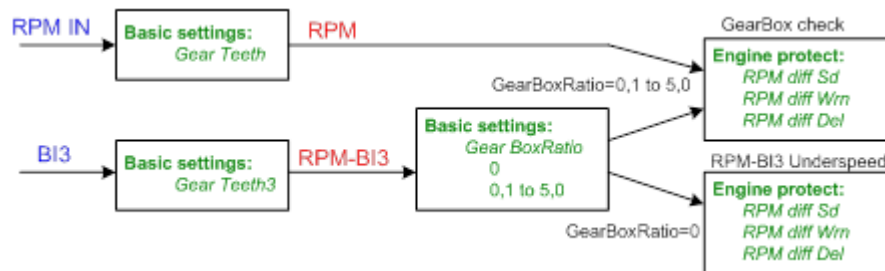 GearBox check
RPM IN
Basic settings:
Gear Teeth
RPM
Engine protect:
RPM diff Sd
RPM diff Wrn
RPM diff Del
GearBoxRatio=0,1 to 5,0
BI3
Basic settings:
Gear Teeth3
RPM-BI3
Basic settings:
Gear BoxRatio
0
0,1 to 5,0
RPM-BI3 Underspeed
Engine protect:
RPM diff Sd
RPM diff Wrn
RPM diff Del
GearBoxRatio=0